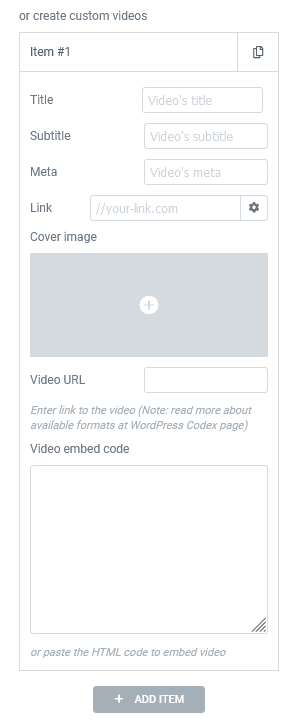 or create custom videos
Item #1
Title
Video's title
Subtitle
Video's subtitle
Meta
Video's meta
Link
//your-link.com
Cover image
Video URL
Enter link to the video (Note: read more about
available formats at WordPress Codex page)
Video embed code
or paste the HTML code to embed video
+ ADD ITEM